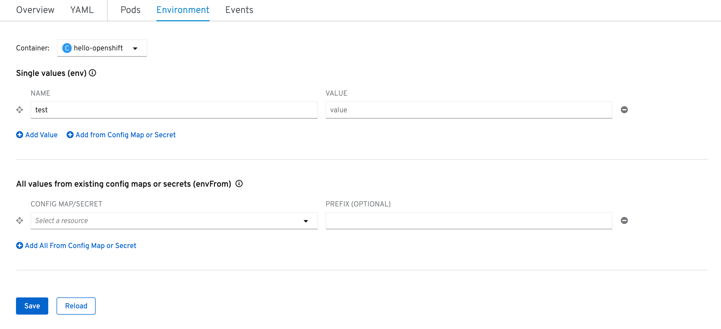 Overview YAML Pods Environment Events
Container: C hello-openshift
Single values (env)
NAME VALUE
test value
Add Value Add from Config Map or Secret
All values from existing config maps or secrets (envFrom)
CONFIG MAP/SECRET PREFIX (OPTIONAL)
Select a resource
Add All From Config Map or Secret
Save Reload